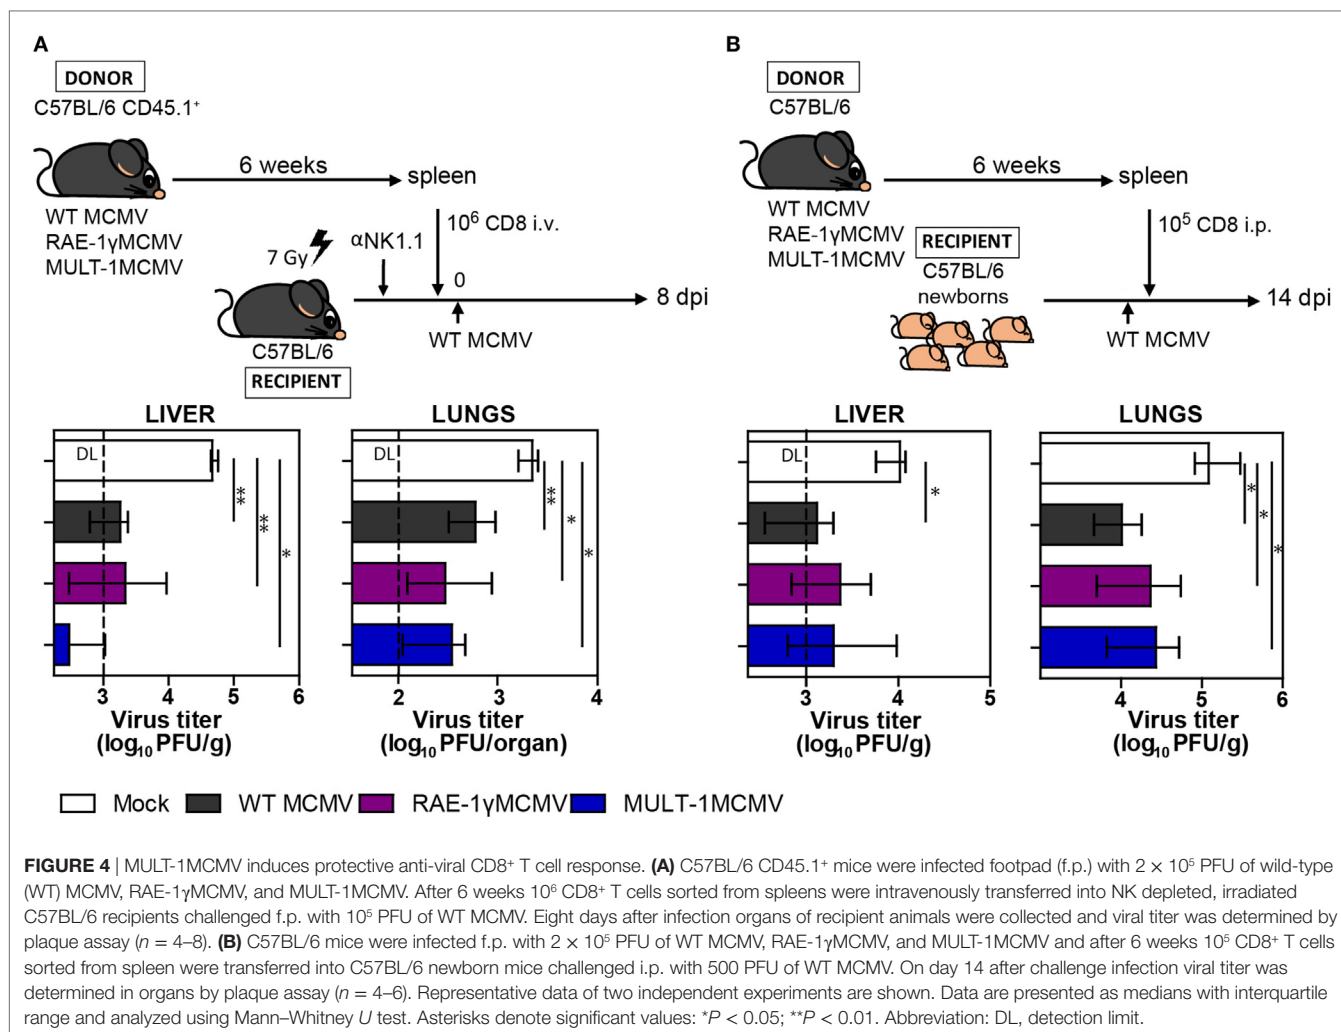 A
DONOR
C57BL/6 CD45.1⁺
6 weeks
spleen
WT MCMV
RAE-1γMCMV
MULT-1MCMV
10⁶ CD8 i.v.
7 Gy
αNK1.1
0
8 dpi
WT MCMV
C57BL/6
RECIPIENT
B
DONOR
C57BL/6
6 weeks
spleen
WT MCMV
RAE-1γMCMV
MULT-1MCMV
10⁵ CD8 i.p.
RECIPIENT
C57BL/6
newborns
14 dpi
WT MCMV
LIVER
DL
**
**
*
3 4 5 6
Virus titer
(log₁₀ PFU/g)
LUNGS
DL
**
*
*
2 3 4
Virus titer
(log₁₀ PFU/organ)
LIVER
DL
*
3 4 5
Virus titer
(log₁₀ PFU/g)
LUNGS
*
*
*
4 5 6
Virus titer
(log₁₀ PFU/g)
Mock WT MCMV RAE-1γMCMV MULT-1MCMV
FIGURE 4 | MULT-1MCMV induces protective anti-viral CD8⁺ T cell response. (A) C57BL/6 CD45.1⁺ mice were infected footpad (f.p.) with 2 × 10⁵ PFU of wild-type
(WT) MCMV, RAE-1γMCMV, and MULT-1MCMV. After 6 weeks 10⁶ CD8⁺ T cells sorted from spleens were intravenously transferred into NK depleted, irradiated
C57BL/6 recipients challenged f.p. with 10⁵ PFU of WT MCMV. Eight days after infection organs of recipient animals were collected and viral titer was determined by
plaque assay (n = 4–8). (B) C57BL/6 mice were infected f.p. with 2 × 10⁵ PFU of WT MCMV, RAE-1γMCMV, and MULT-1MCMV and after 6 weeks 10⁵ CD8⁺ T cells
sorted from spleen were transferred into C57BL/6 newborn mice challenged i.p. with 500 PFU of WT MCMV. On day 14 after challenge infection viral titer was
determined in organs by plaque assay (n = 4–6). Representative data of two independent experiments are shown. Data are presented as medians with interquartile
range and analyzed using Mann–Whitney U test. Asterisks denote significant values: *P < 0.05; **P < 0.01. Abbreviation: DL, detection limit.